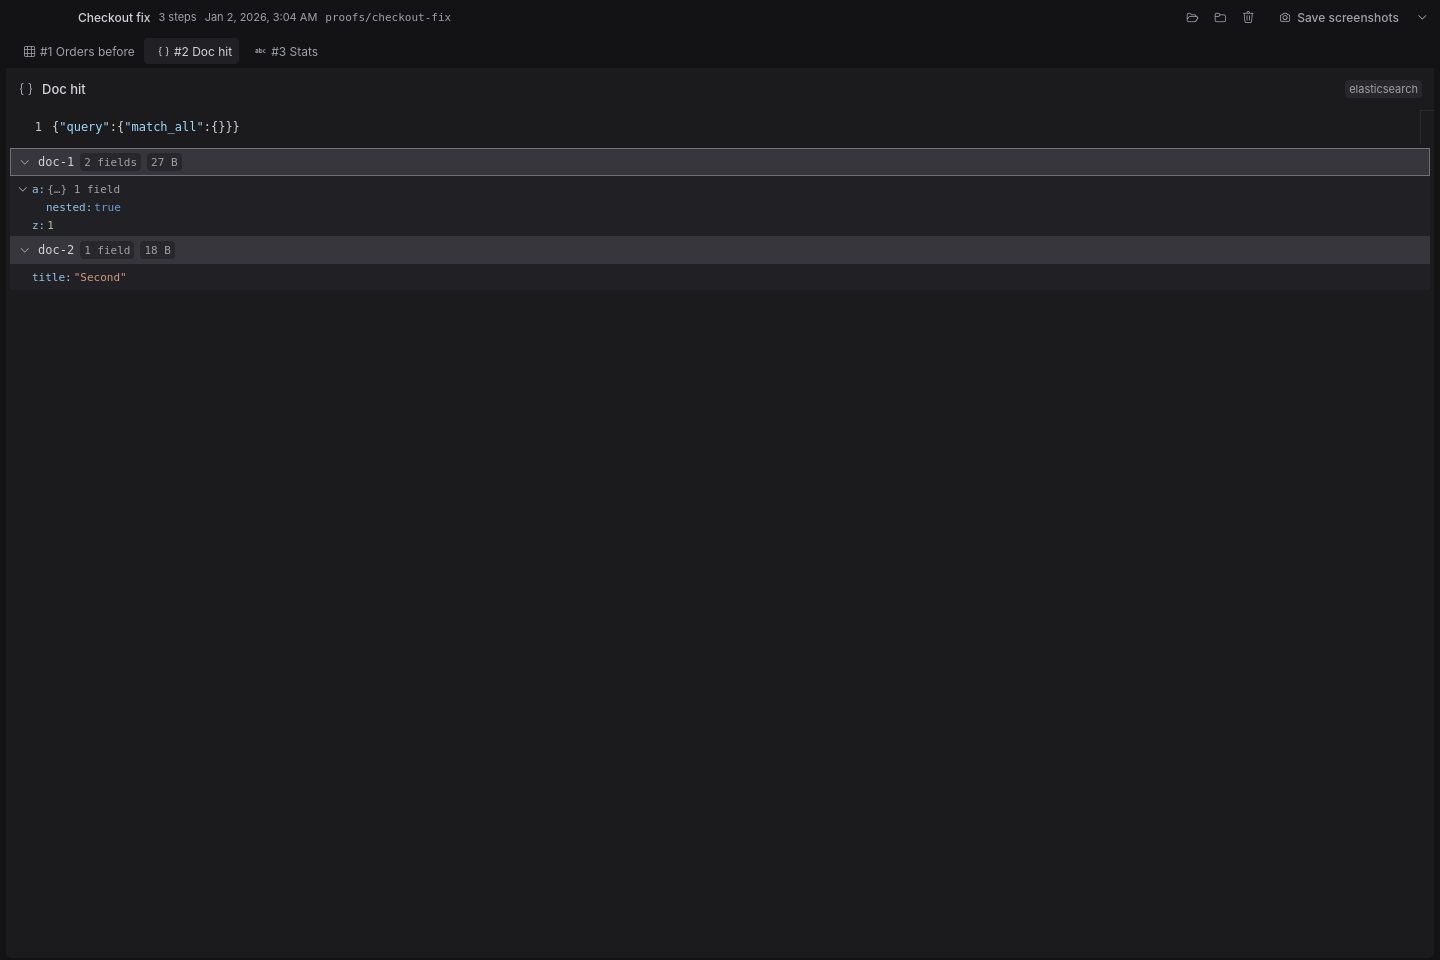 Checkout fix 3 steps Jan 2, 2026, 3:04 AM proofs/checkout-fix Save screenshots
#1 Orders before { } #2 Doc hit abc #3 Stats
{ } Doc hit elasticsearch
1 {"query":{"match_all":{}}}
doc-1 2 fields 27 B
a: {…} 1 field
nested: true
z: 1
doc-2 1 field 18 B
title: "Second"